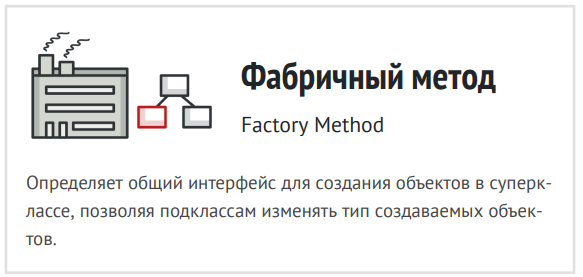 Фабричный метод
Factory Method
Определяет общий интерфейс для создания объектов в суперк-
лассе, позволяя подклассам изменять тип создаваемых объек-
тов.